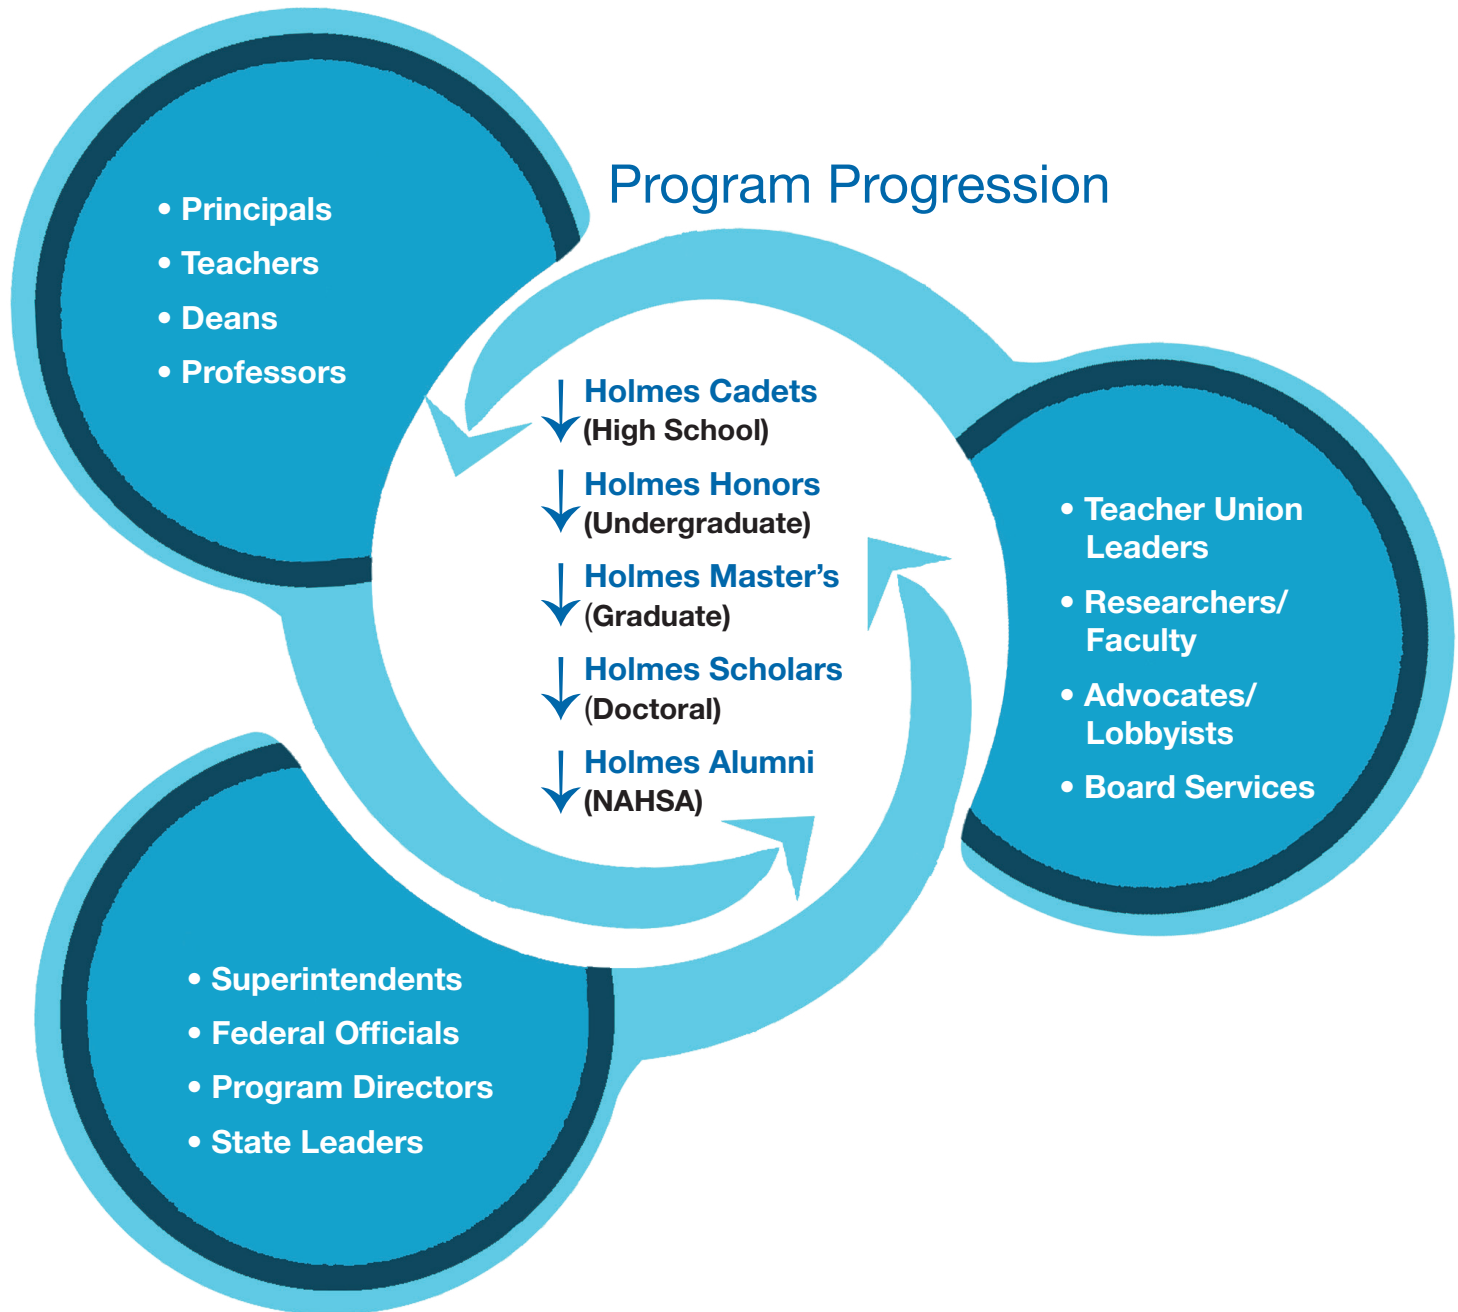 Program Progression
• Principals
• Teachers
• Deans
• Professors
Holmes Cadets
(High School)
Holmes Honors
(Undergraduate)
Holmes Master’s
(Graduate)
Holmes Scholars
(Doctoral)
Holmes Alumni
(NAHSA)
• Teacher Union
Leaders
• Researchers/
Faculty
• Advocates/
Lobbyists
• Board Services
• Superintendents
• Federal Officials
• Program Directors
• State Leaders